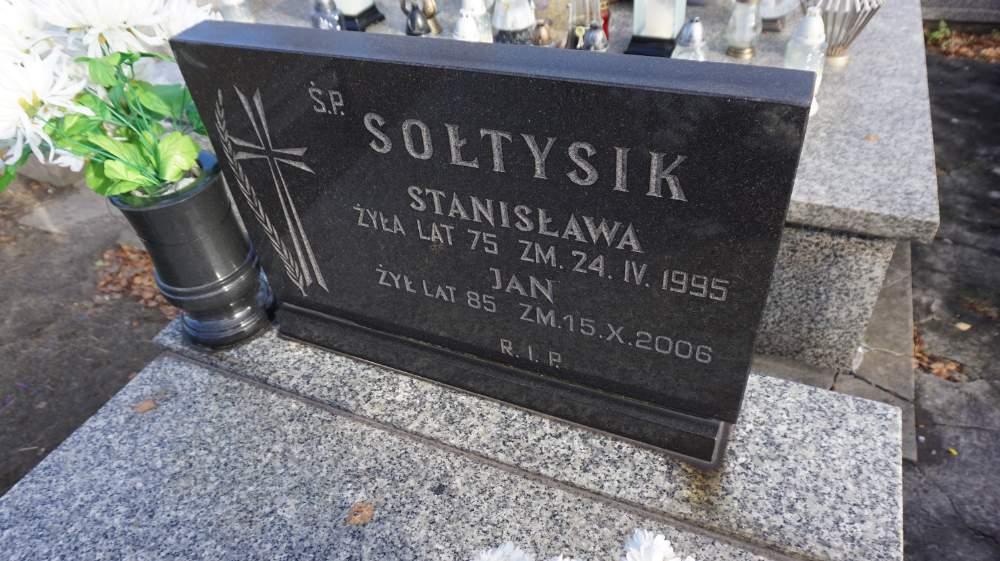 Ś.P.
SOŁTYSIK
STANISŁAWA
ŻYŁA LAT 75 ZM. 24. IV. 1995
JAN
ŻYŁ LAT 85 ZM. 15.X.2006
R. I. P.